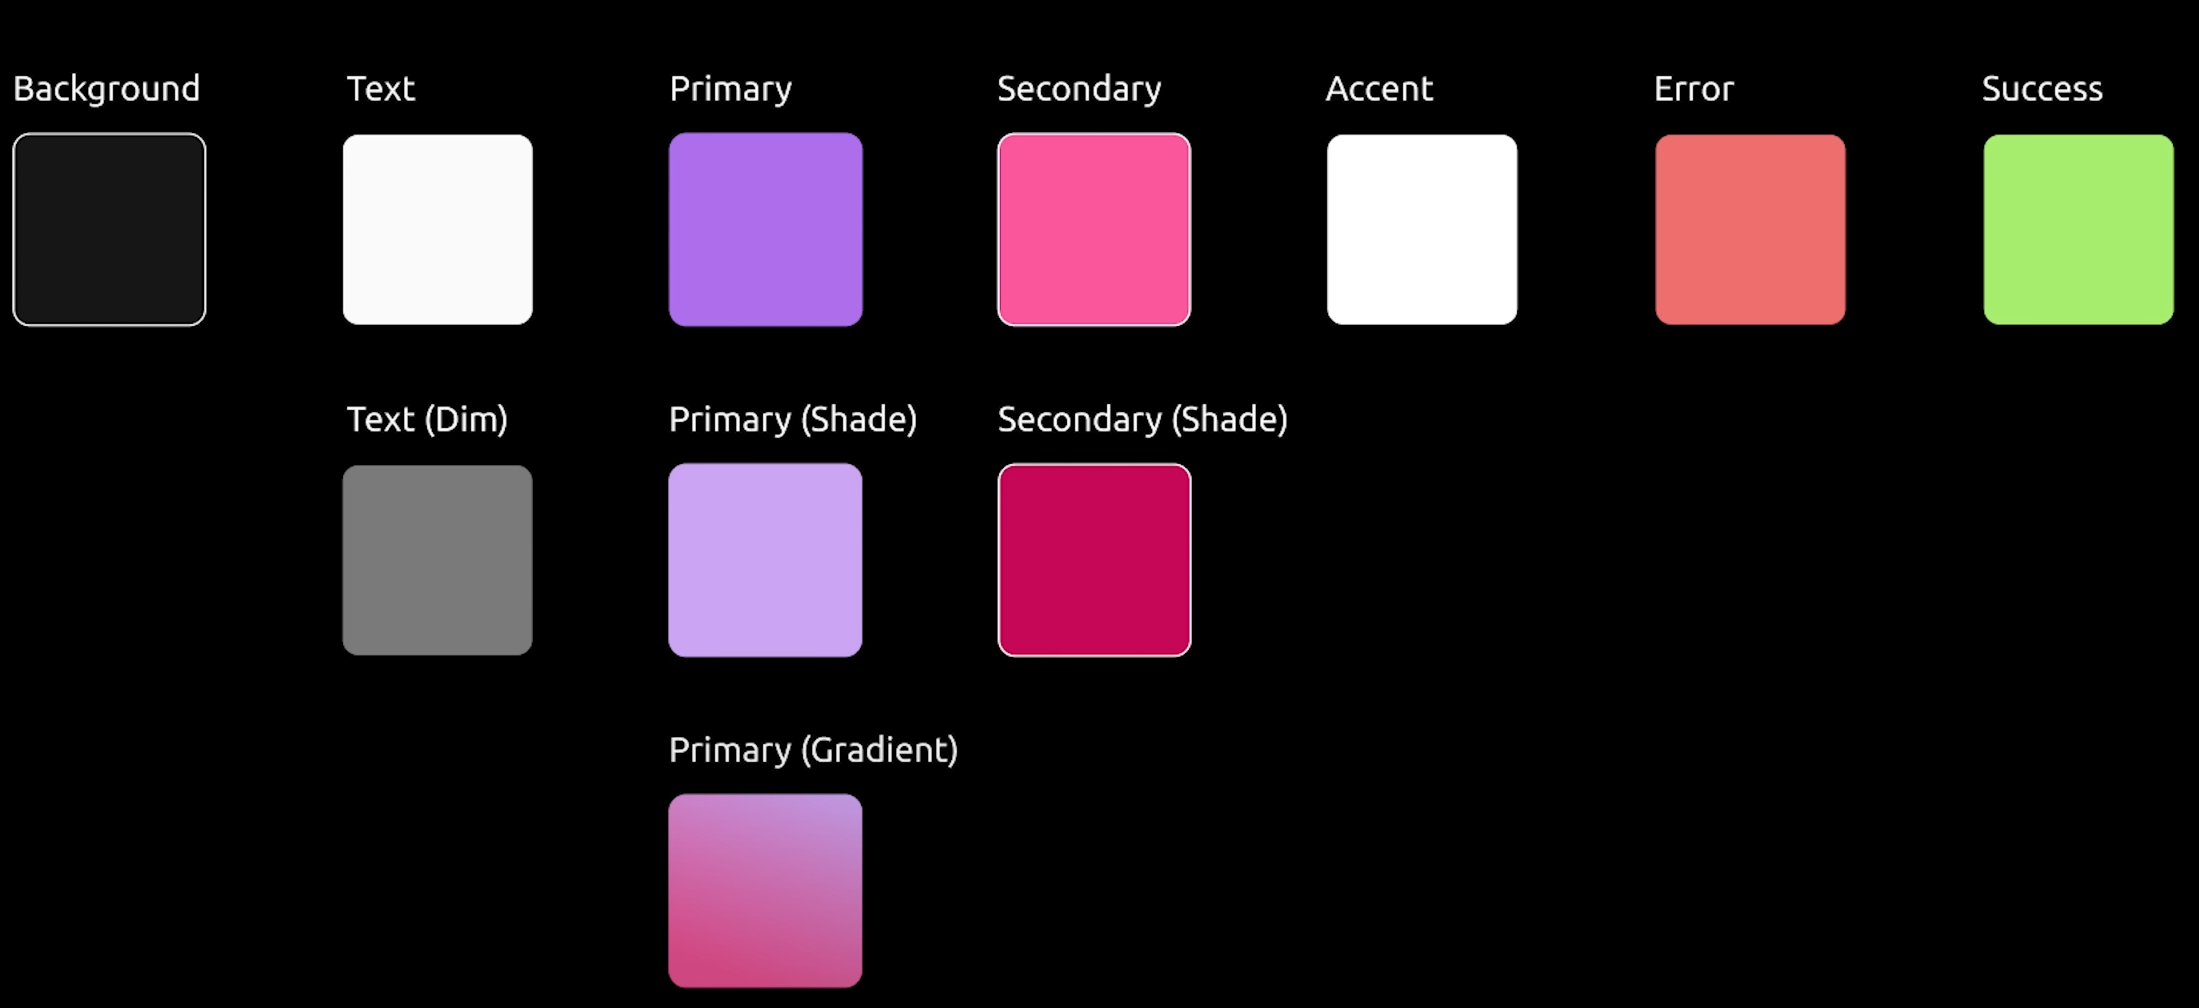 Background
Text
Primary
Secondary
Accent
Error
Success
Text (Dim)
Primary (Shade)
Secondary (Shade)
Primary (Gradient)